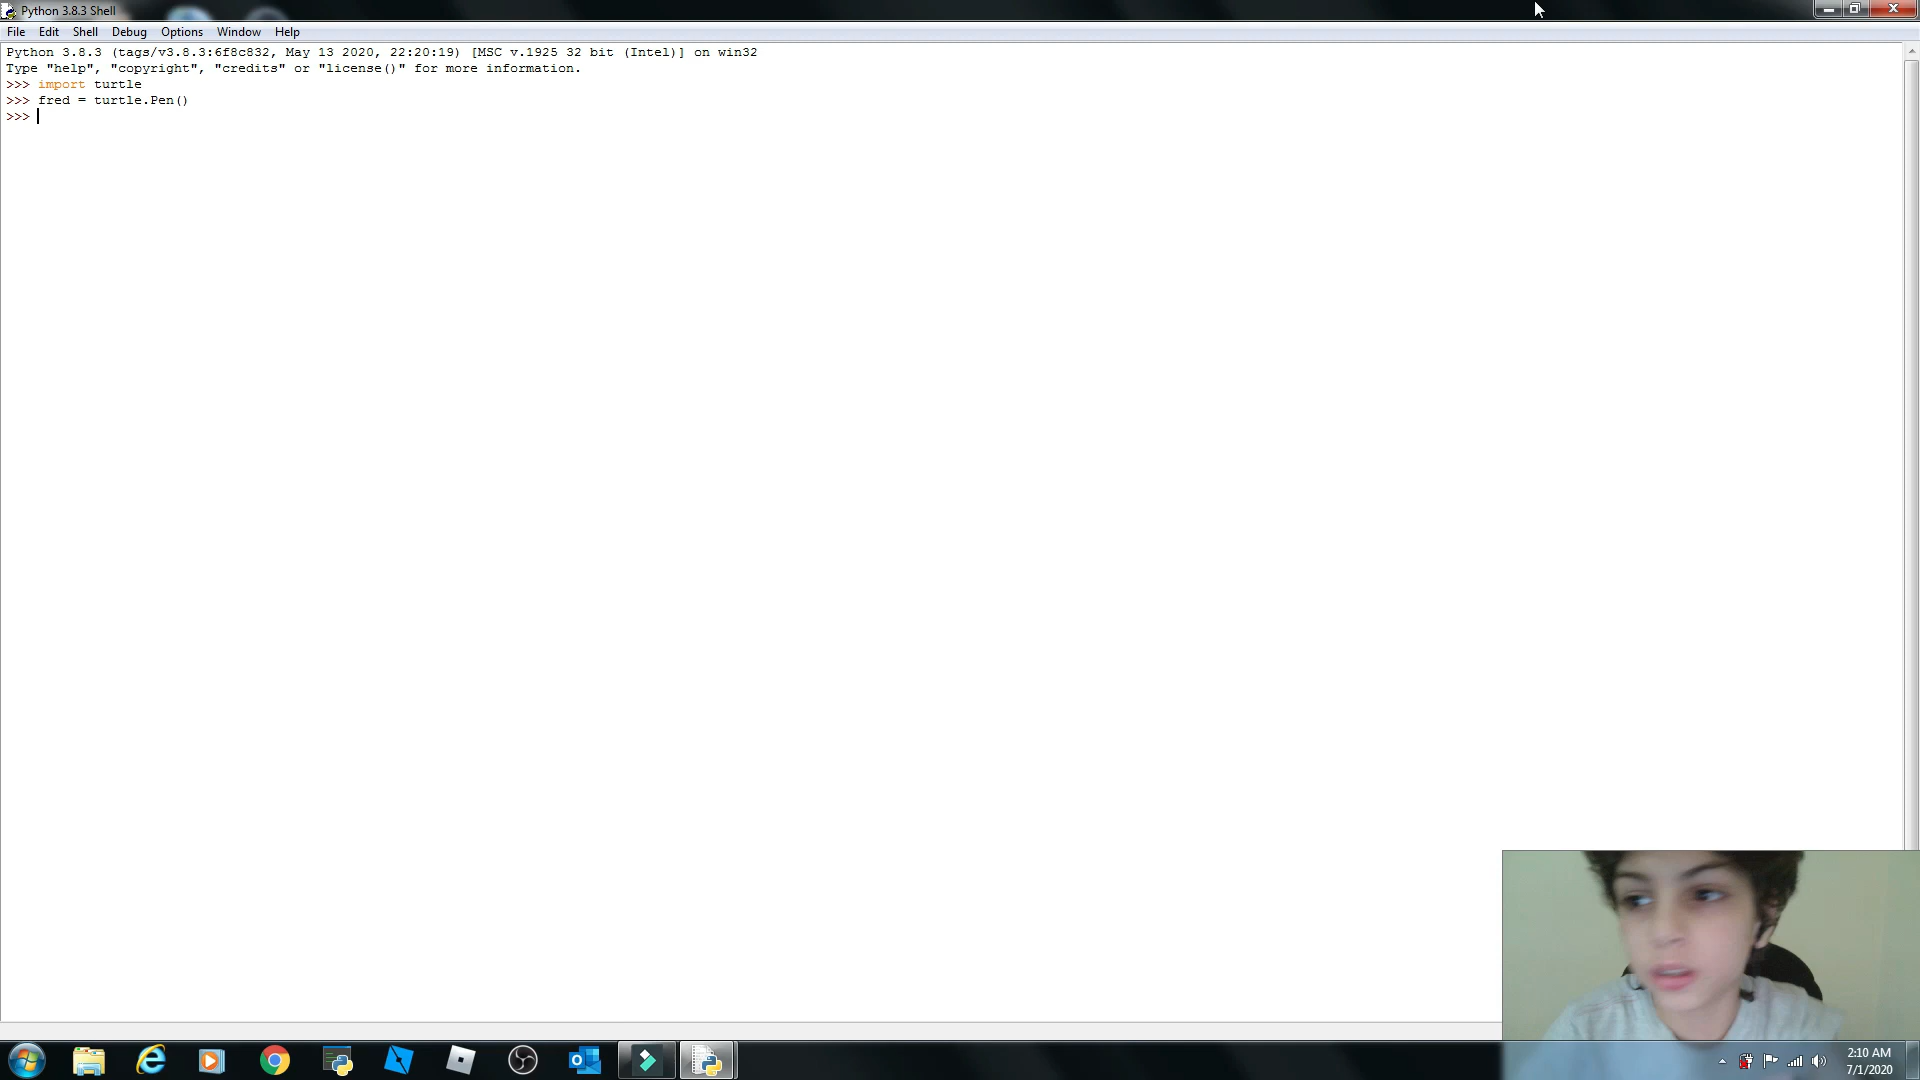 Python 3.8.3 Shell
File Edit Shell Debug Options Window Help
Python 3.8.3 (tags/v3.8.3:6f8c832, May 13 2020, 22:20:19) [MSC v.1925 32 bit (Intel)] on win32
Type "help", "copyright", "credits" or "license()" for more information.
>>> import turtle
>>> fred = turtle.Pen()
>>>
2:10 AM
7/1/2020